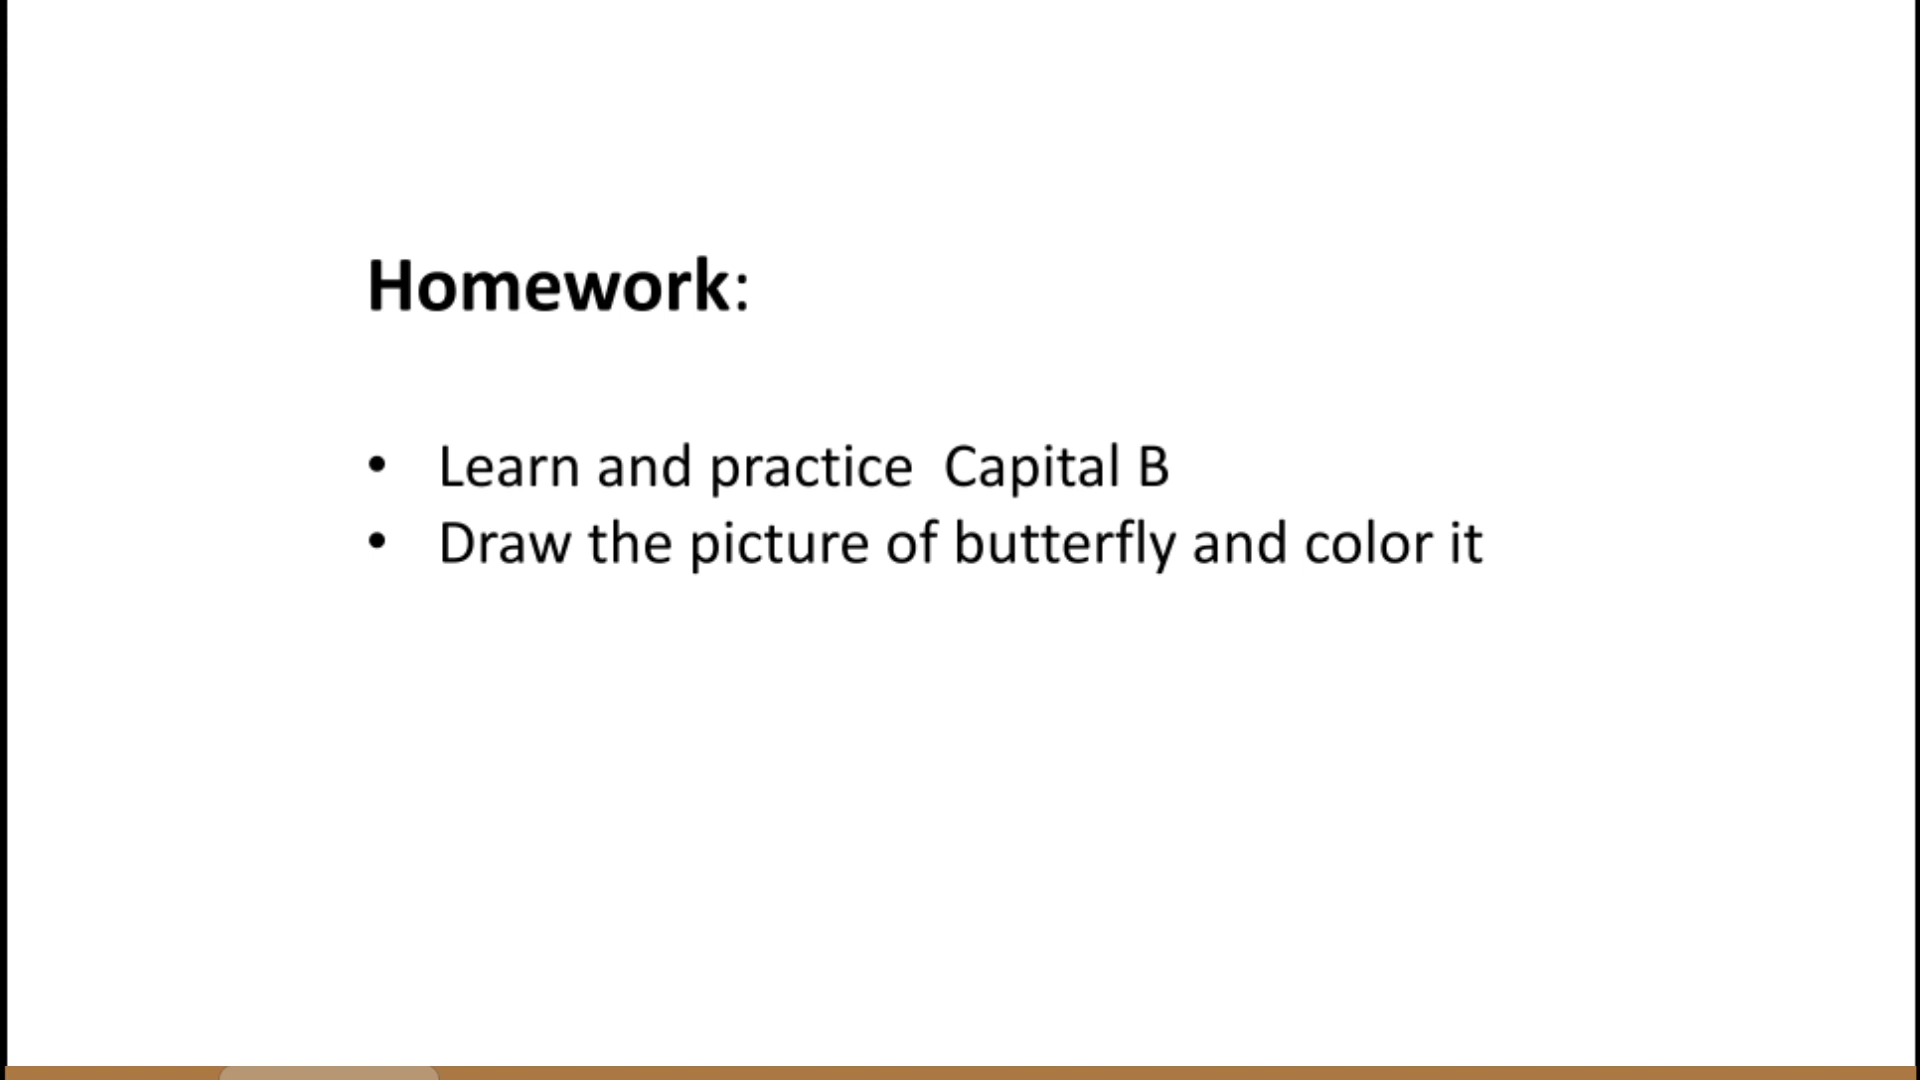 Homework:
• Learn and practice  Capital B
• Draw the picture of butterfly and color it